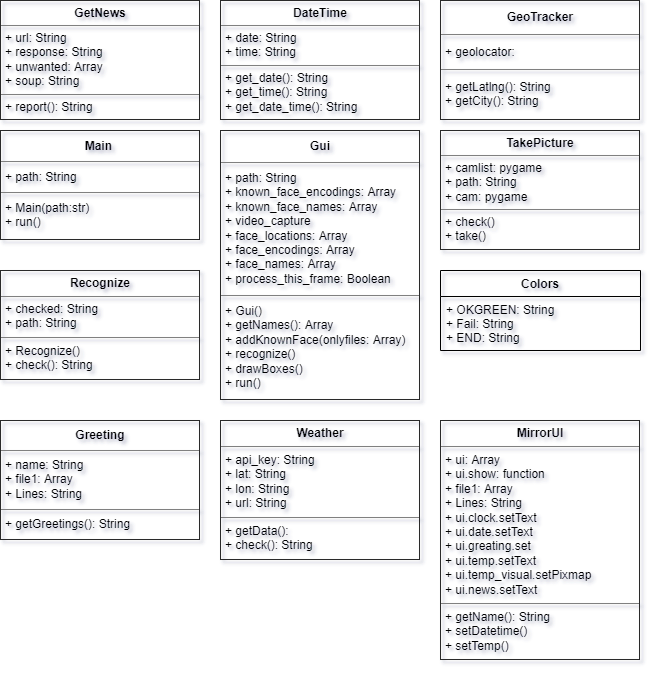 GetNews
+ url: String
+ response: String
+ unwanted: Array
+ soup: String
+ report(): String
DateTime
+ date: String
+ time: String
+ get_date(): String
+ get_time(): String
+ get_date_time(): String
GeoTracker
+ geolocator:
+ getLatlng(): String
+ getCity(): String
Main
+ path: String
+ Main(path:str)
+ run()
Gui
+ path: String
+ known_face_encodings: Array
+ known_face_names: Array
+ video_capture
+ face_locations: Array
+ face_encodings: Array
+ face_names: Array
+ process_this_frame: Boolean
+ Gui()
+ getNames(): Array
+ addKnownFace(onlyfiles: Array)
+ recognize()
+ drawBoxes()
+ run()
TakePicture
+ camlist: pygame
+ path: String
+ cam: pygame
+ check()
+ take()
Recognize
+ checked: String
+ path: String
+ Recognize()
+ check(): String
Colors
+ OKGREEN: String
+ Fail: String
+ END: String
Greeting
+ name: String
+ file1: Array
+ Lines: String
+ getGreetings(): String
Weather
+ api_key: String
+ lat: String
+ lon: String
+ url: String
+ getData():
+ check(): String
MirrorUI
+ ui: Array
+ ui.show: function
+ file1: Array
+ Lines: String
+ ui.clock.setText
+ ui.date.setText
+ ui.greating.set
+ ui.temp.setText
+ ui.temp_visual.setPixmap
+ ui.news.setText
+ getName(): String
+ setDatetime()
+ setTemp()